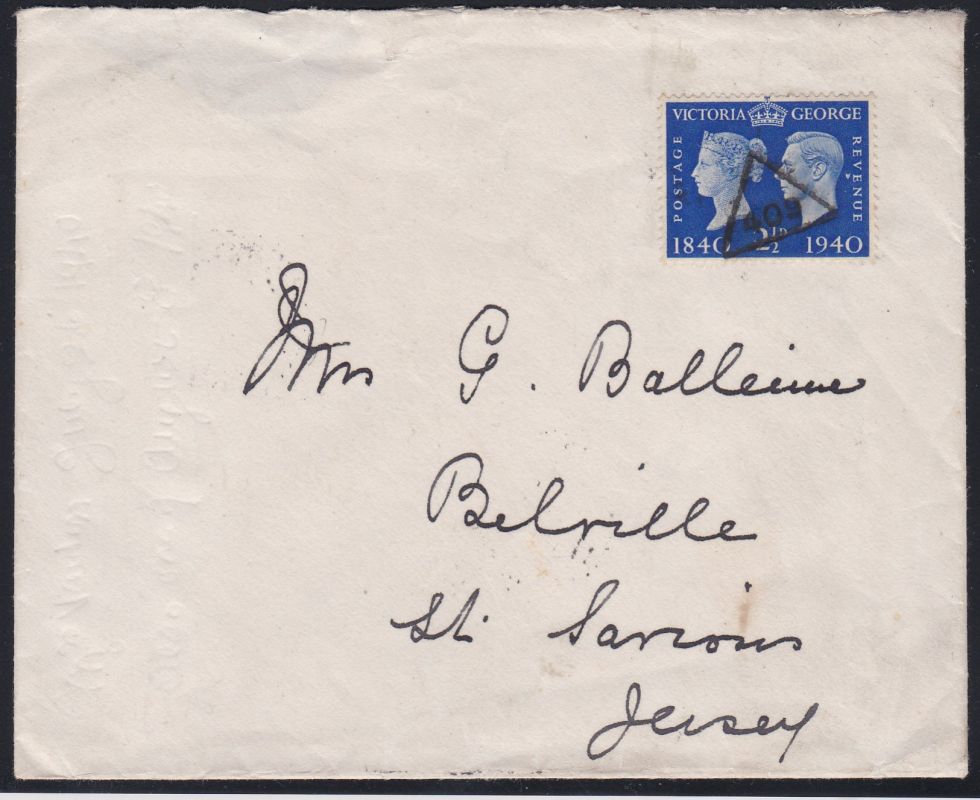 VICTORIA GEORGE
POSTAGE
REVENUE
1840 2½D 1940
409
Mrs G. Balleine
Belville
St. Saviours
Jersey